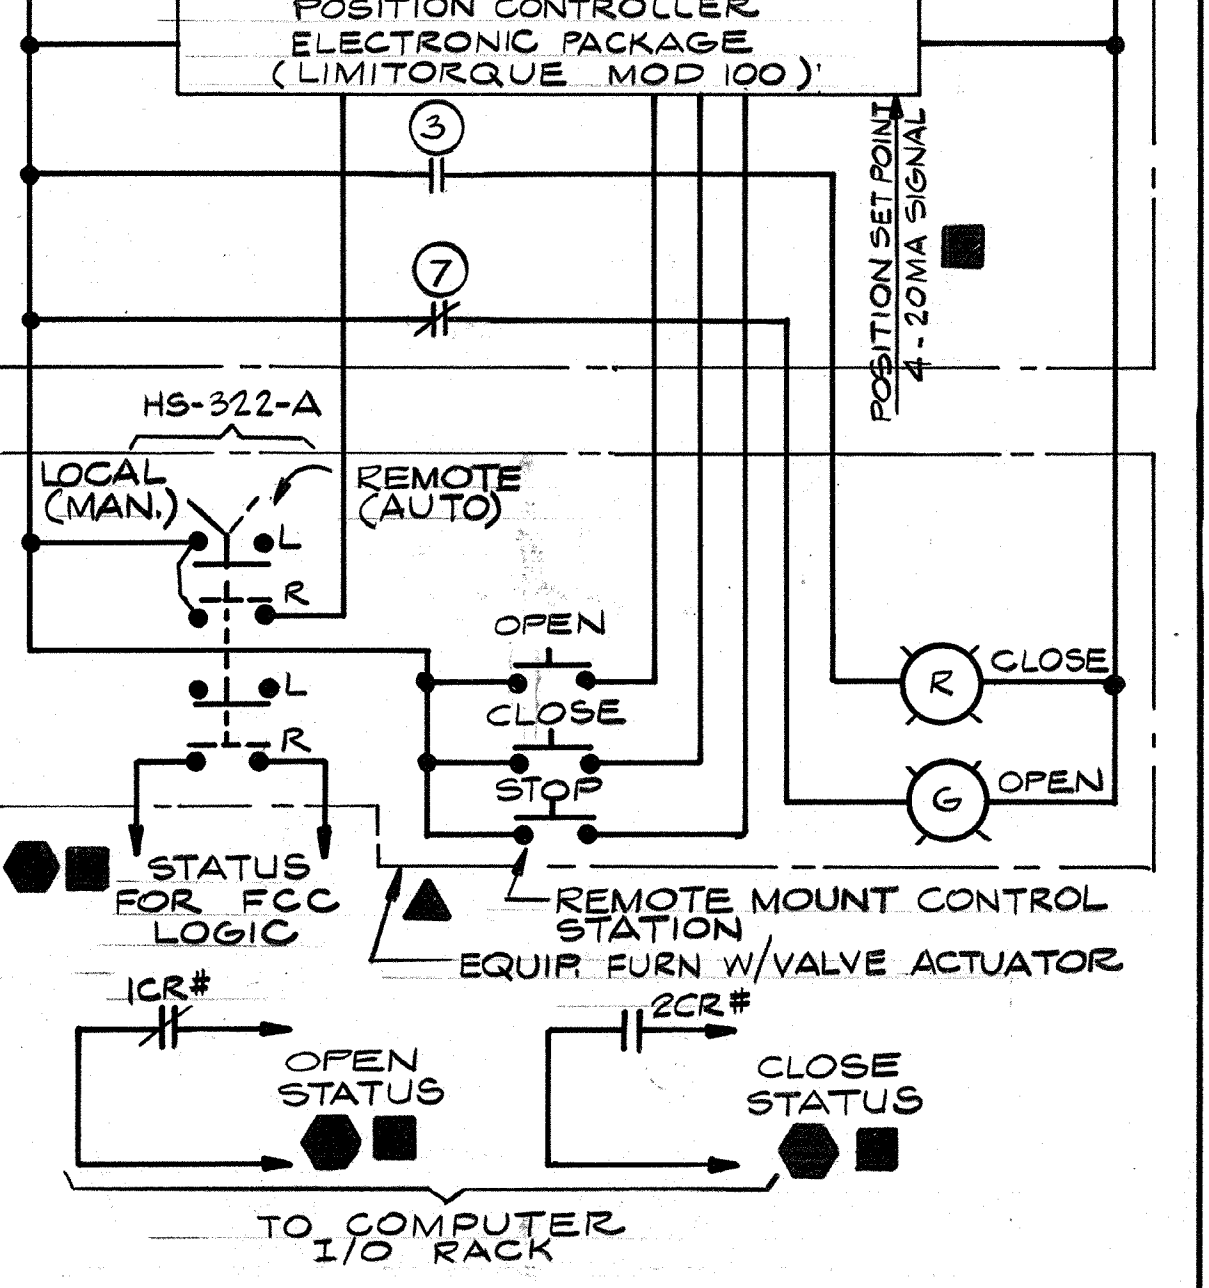 POSITION CONTROLLER
ELECTRONIC PACKAGE
(LIMITORQUE MOD 100)
3
POSITION SET POINT
4-20MA SIGNAL
7
HS-322-A
LOCAL
(MAN.)
REMOTE
(AUTO)
L
R
OPEN
L
CLOSE
R
STOP
R
CLOSE
G
OPEN
STATUS
FOR FCC
LOGIC
REMOTE MOUNT CONTROL
STATION
EQUIP. FURN W/VALVE ACTUATOR
1CR#
2CR#
OPEN
STATUS
CLOSE
STATUS
TO COMPUTER
I/O RACK